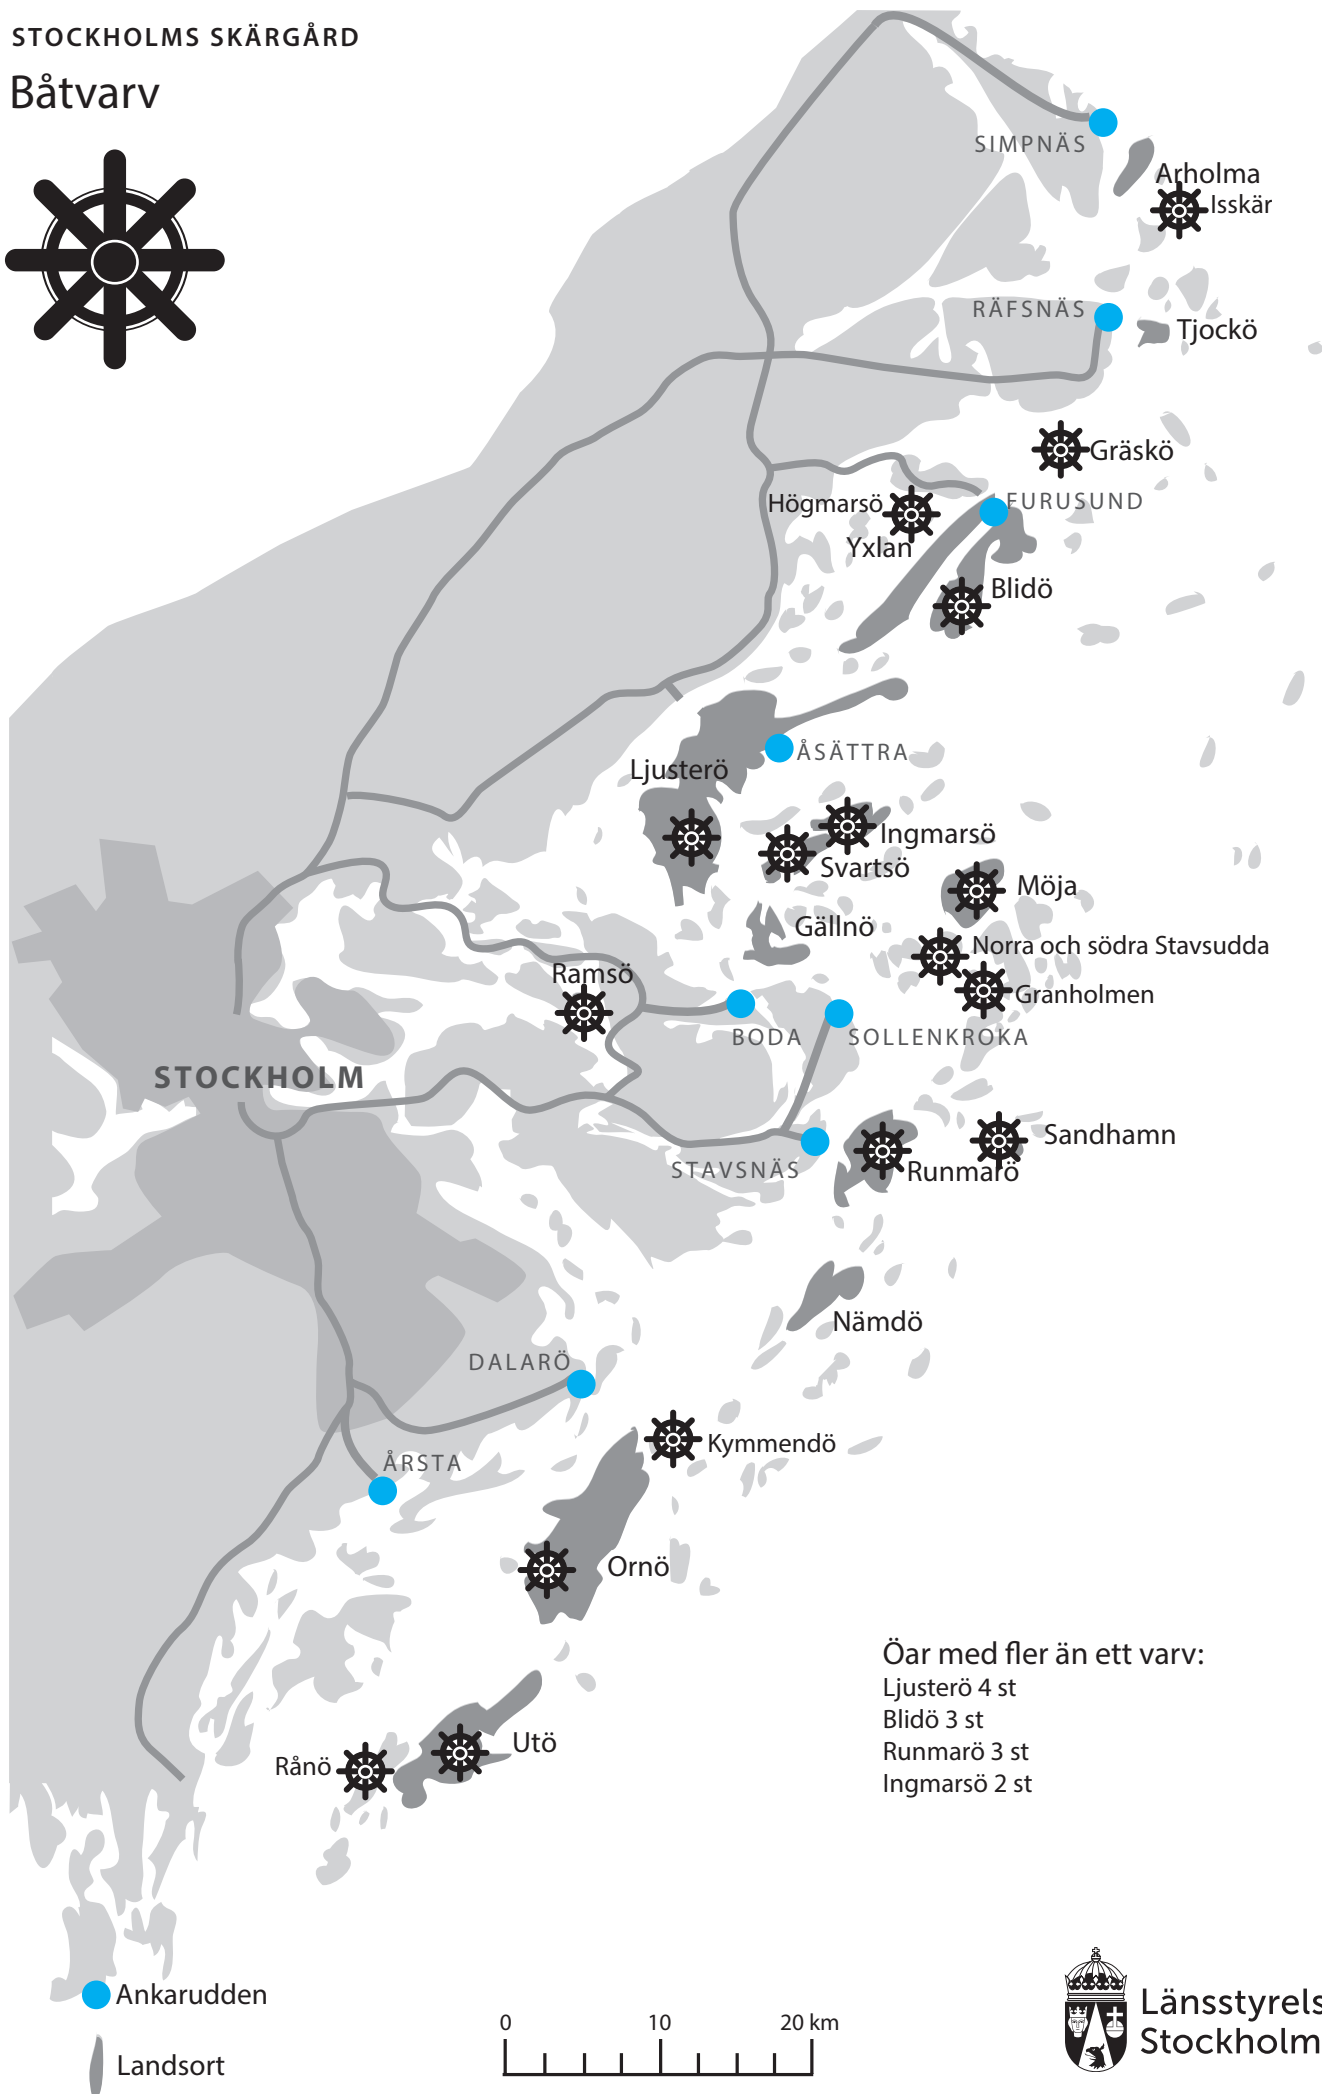 STOCKHOLMS SKÄRGÅRD
Båtvarv
SIMPNÄS
Arholma
Isskär
RÄFSNÄS
Tjockö
Gräskö
Högmarsö
FURUSUND
Yxlan
Blidö
ÅSÄTTRA
Ljusterö
Ingmarsö
Svartsö
Möja
Gällnö
Norra och södra Stavsudda
Ramsö
Granholmen
BODA
SOLLENKROKA
STOCKHOLM
Sandhamn
STAVSNÄS
Runmarö
Nämdö
DALARÖ
Kymmendö
ÅRSTA
Ornö
Öar med fler än ett varv:
Ljusterö 4 st
Blidö 3 st
Runmarö 3 st
Ingmarsö 2 st
Utö
Rånö
Ankarudden
Landsort
0 10 20 km
Länsstyrels
Stockholm